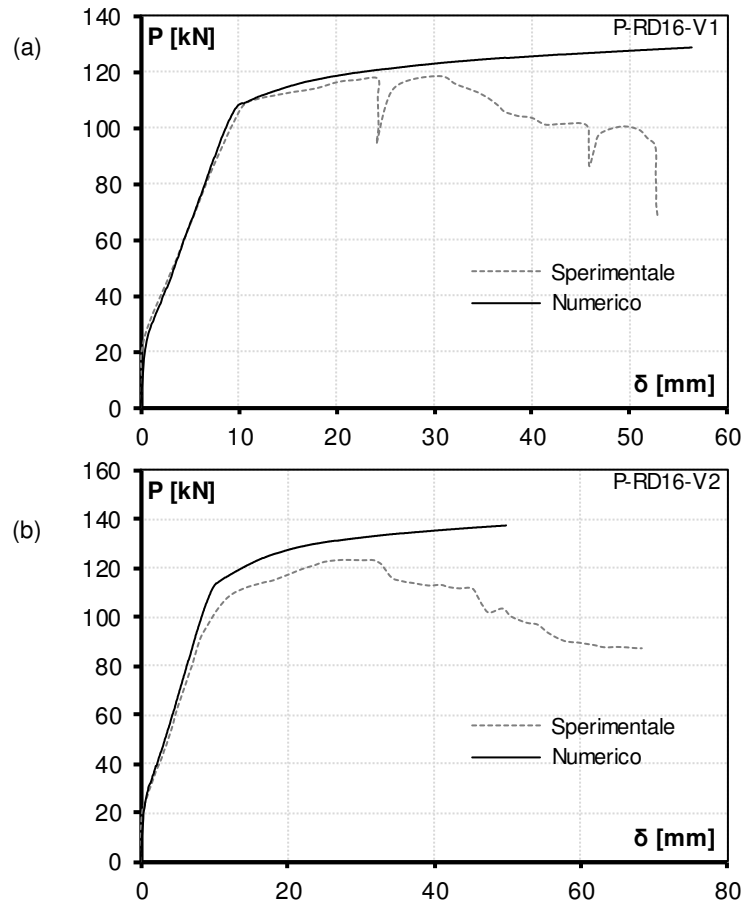 (a)
P [kN]
P-RD16-V1
140
120
100
80
60
40
20
0
Sperimentale
Numerico
δ [mm]
0 10 20 30 40 50 60
(b)
P [kN]
P-RD16-V2
160
140
120
100
80
60
40
20
0
Sperimentale
Numerico
δ [mm]
0 20 40 60 80